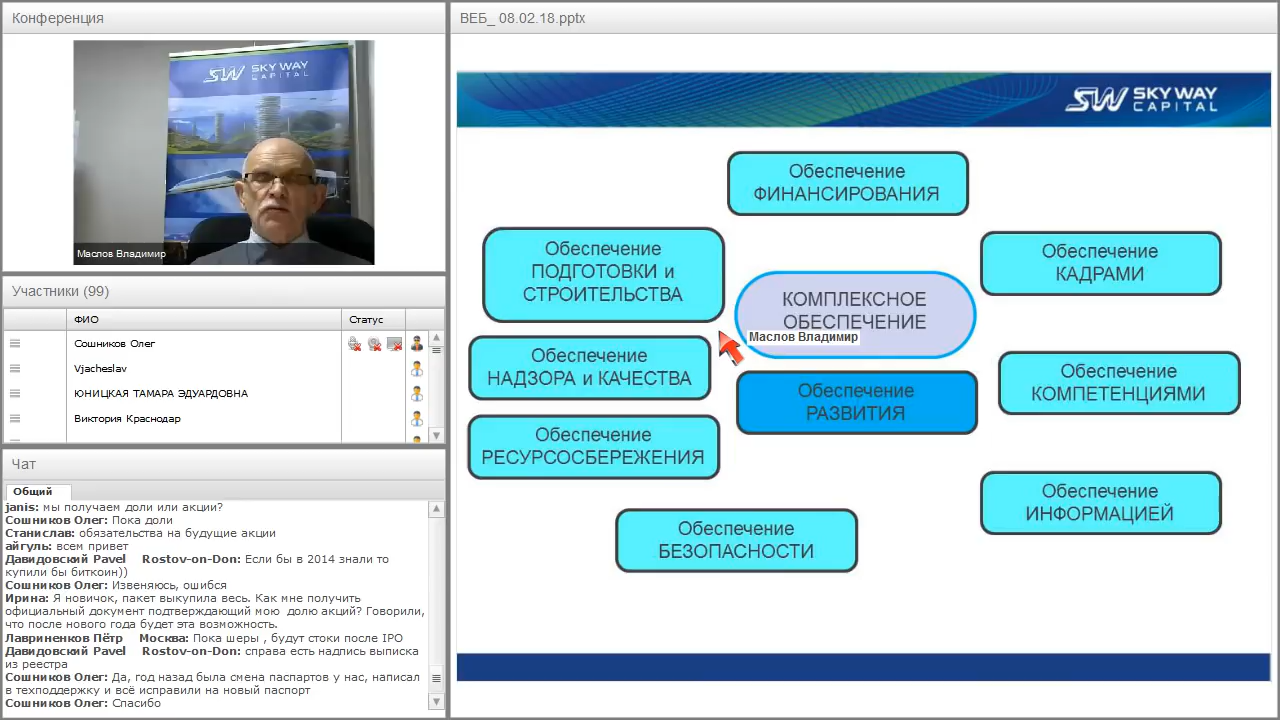 Конференция
SW SKY WAY
CAPITAL
Маслов Владимир
Участники (99)
ФИО
Статус
Сошников Олег
Vjacheslav
ЮНИЦКАЯ ТАМАРА ЭДУАРДОВНА
Виктория Краснодар
Чат
Общий
janis: мы получаем доли или акции?
Сошников Олег: Пока доли
Станислав: обязательства на будущие акции
айгуль: всем привет
Давидовский Pavel Rostov-on-Don: Если бы в 2014 знали то
купили бы биткоин))
Сошников Олег: Извеняюсь, ошибся
Ирина: Я новичок, пакет выкупила весь. Как мне получить
официальный документ подтверждающий мою долю акций? Говорили,
что после нового года будет эта возможность.
Лавриненков Пётр Москва: Пока шеры , будут стоки после IPO
Давидовский Pavel Rostov-on-Don: справа есть надпись выписка
из реестра
Сошников Олег: Да, год назад была смена паспартов у нас, написал
в техподдержку и всё исправили на новый паспорт
Сошников Олег: Спасибо
ВЕБ_ 08.02.18.pptx
SW SKY WAY
CAPITAL
Обеспечение
ФИНАНСИРОВАНИЯ
Обеспечение
ПОДГОТОВКИ и
СТРОИТЕЛЬСТВА
Обеспечение
КАДРАМИ
КОМПЛЕКСНОЕ
ОБЕСПЕЧЕНИЕ
Маслов Владимир
Обеспечение
НАДЗОРА и КАЧЕСТВА
Обеспечение
РАЗВИТИЯ
Обеспечение
КОМПЕТЕНЦИЯМИ
Обеспечение
РЕСУРСОСБЕРЕЖЕНИЯ
Обеспечение
ИНФОРМАЦИЕЙ
Обеспечение
БЕЗОПАСНОСТИ